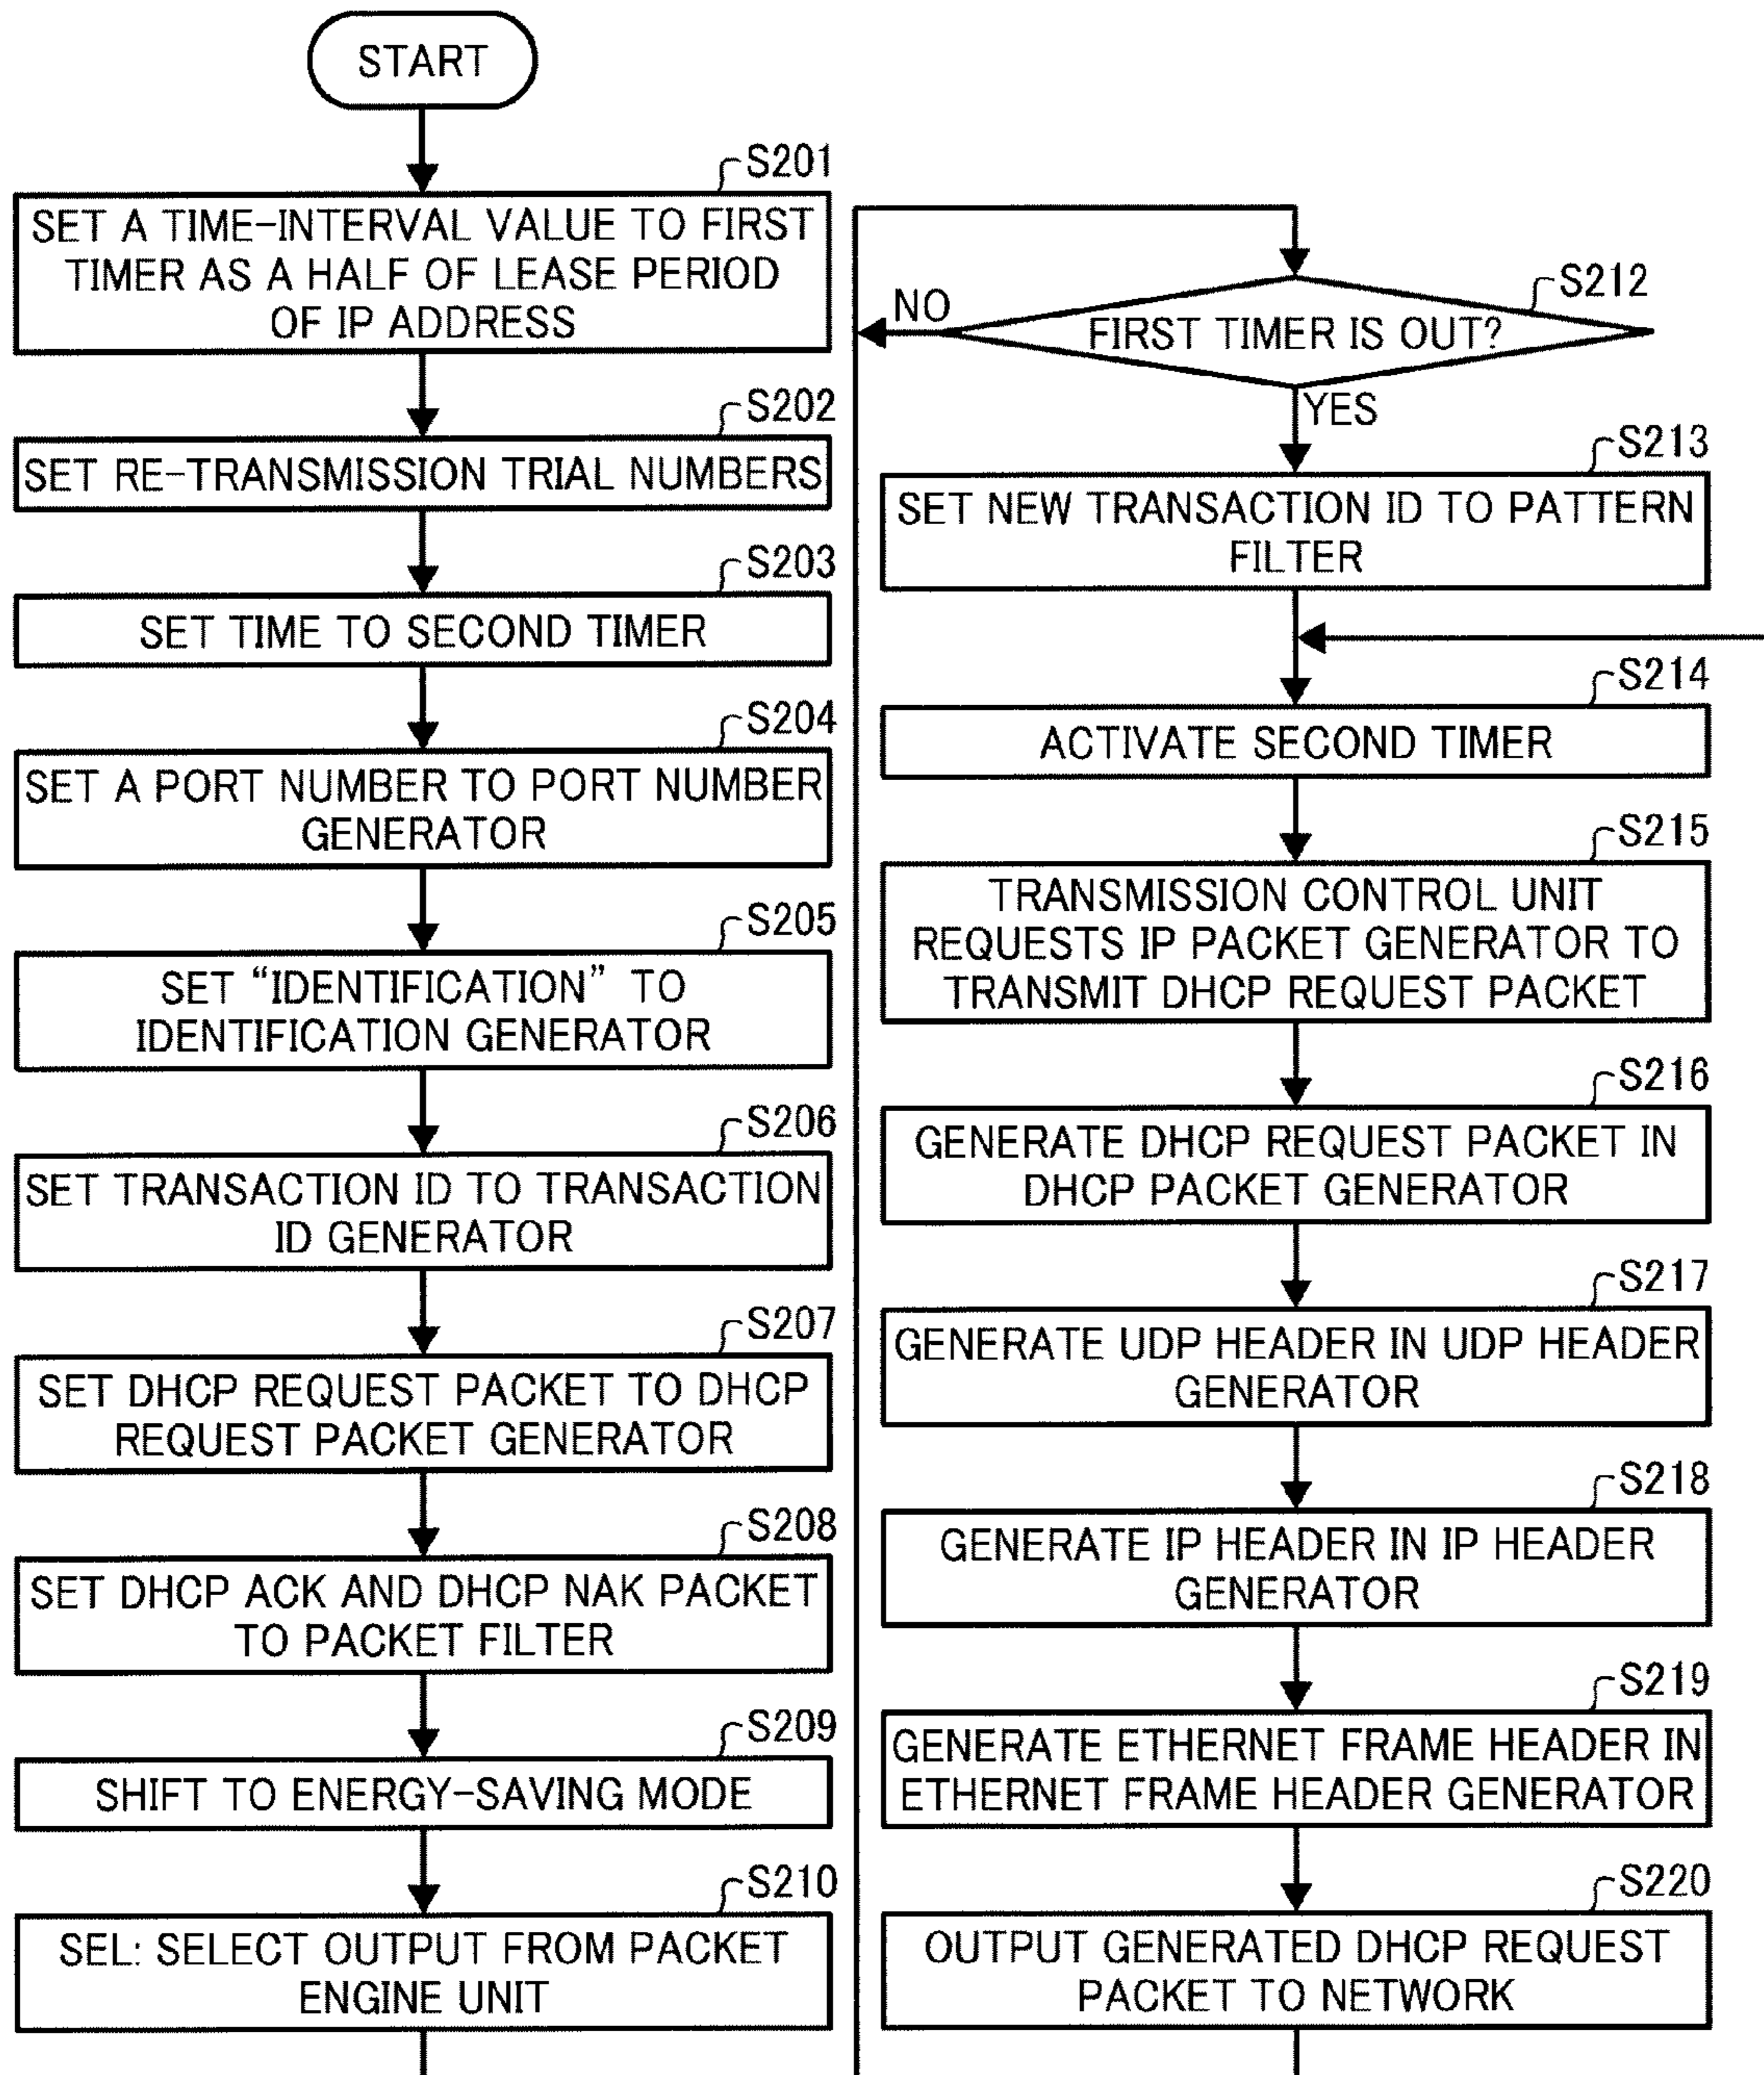 START
S201
SET A TIME-INTERVAL VALUE TO FIRST
TIMER AS A HALF OF LEASE PERIOD
OF IP ADDRESS
S202
SET RE-TRANSMISSION TRIAL NUMBERS
S203
SET TIME TO SECOND TIMER
S204
SET A PORT NUMBER TO PORT NUMBER
GENERATOR
S205
SET “IDENTIFICATION” TO
IDENTIFICATION GENERATOR
S206
SET TRANSACTION ID TO TRANSACTION
ID GENERATOR
S207
SET DHCP REQUEST PACKET TO DHCP
REQUEST PACKET GENERATOR
S208
SET DHCP ACK AND DHCP NAK PACKET
TO PACKET FILTER
S209
SHIFT TO ENERGY-SAVING MODE
S210
SEL: SELECT OUTPUT FROM PACKET
ENGINE UNIT
S212
NO
FIRST TIMER IS OUT?
YES
S213
SET NEW TRANSACTION ID TO PATTERN
FILTER
S214
ACTIVATE SECOND TIMER
S215
TRANSMISSION CONTROL UNIT
REQUESTS IP PACKET GENERATOR TO
TRANSMIT DHCP REQUEST PACKET
S216
GENERATE DHCP REQUEST PACKET IN
DHCP PACKET GENERATOR
S217
GENERATE UDP HEADER IN UDP HEADER
GENERATOR
S218
GENERATE IP HEADER IN IP HEADER
GENERATOR
S219
GENERATE ETHERNET FRAME HEADER IN
ETHERNET FRAME HEADER GENERATOR
S220
OUTPUT GENERATED DHCP REQUEST
PACKET TO NETWORK